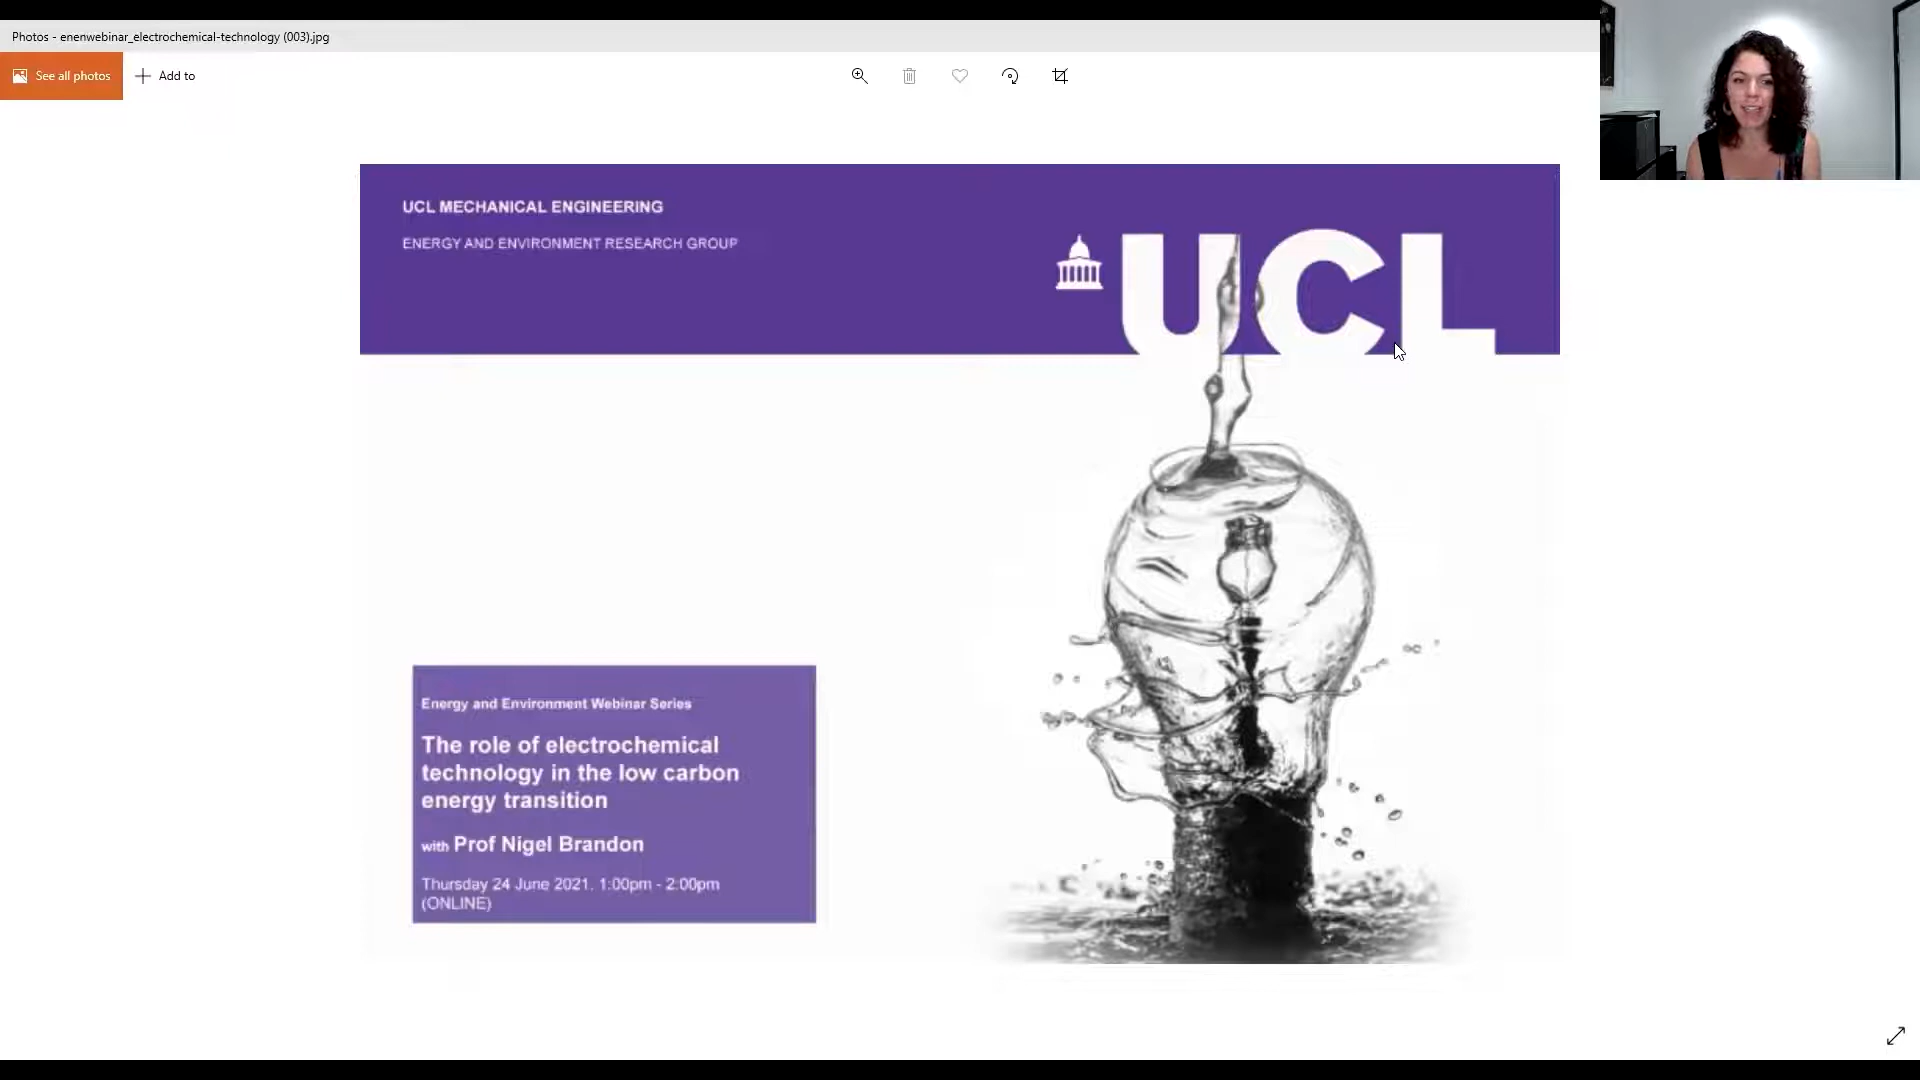 Photos - enenwebinar_electrochemical-technology (003).jpg
See all photos
Add to
UCL MECHANICAL ENGINEERING
ENERGY AND ENVIRONMENT RESEARCH GROUP
UCL
Energy and Environment Webinar Series
The role of electrochemical
technology in the low carbon
energy transition
with Prof Nigel Brandon
Thursday 24 June 2021. 1:00pm - 2:00pm
(ONLINE)